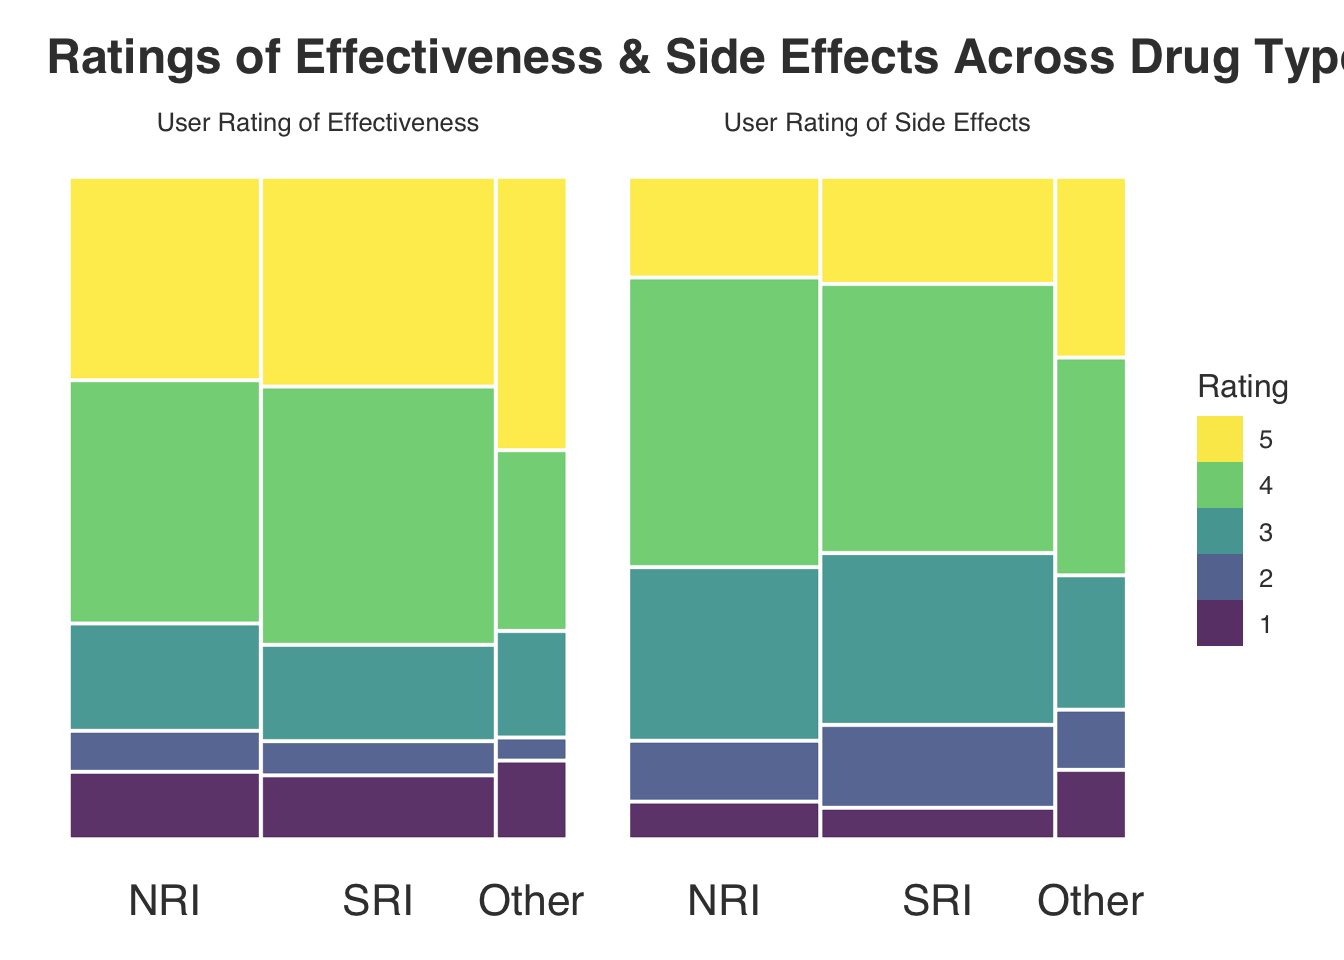 Ratings of Effectiveness & Side Effects Across Drug Type
User Rating of Effectiveness
User Rating of Side Effects
Rating
5
4
3
2
1
NRI SRI Other NRI SRI Other